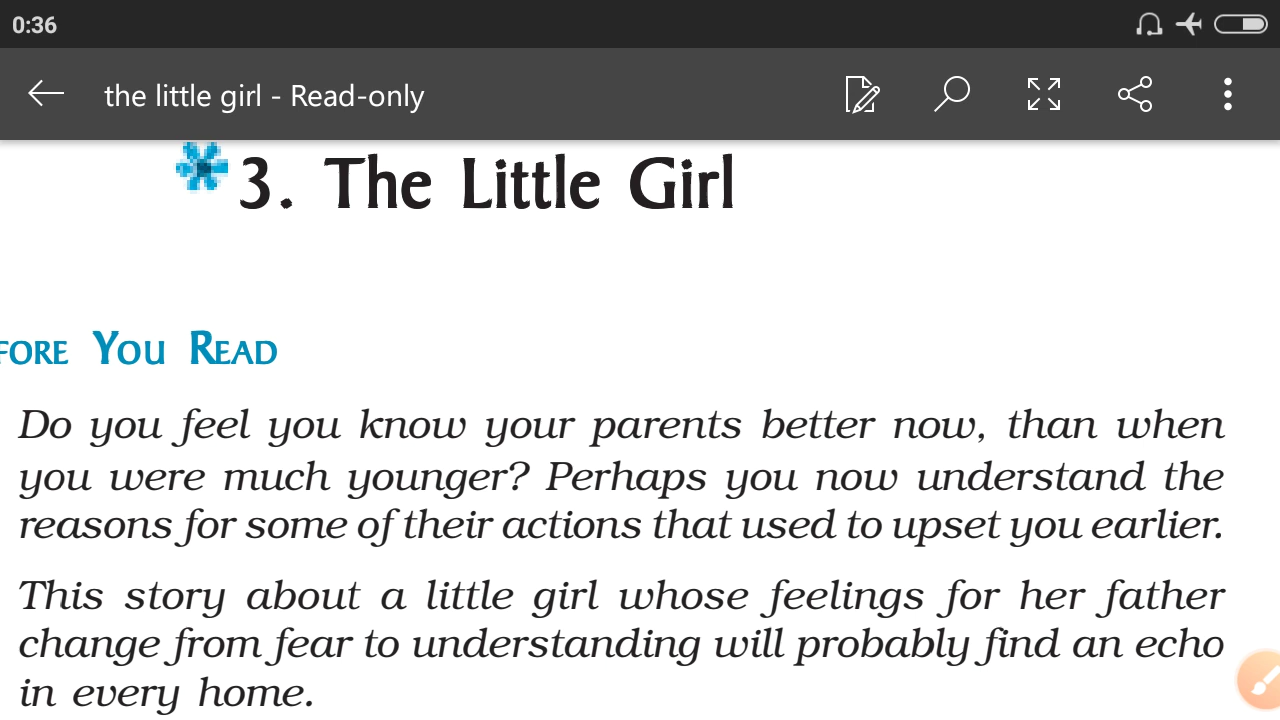 0:36
the little girl - Read-only
3. The Little Girl
FORE YOU READ
Do you feel you know your parents better now, than when
you were much younger? Perhaps you now understand the
reasons for some of their actions that used to upset you earlier.
This story about a little girl whose feelings for her father
change from fear to understanding will probably find an echo
in every home.